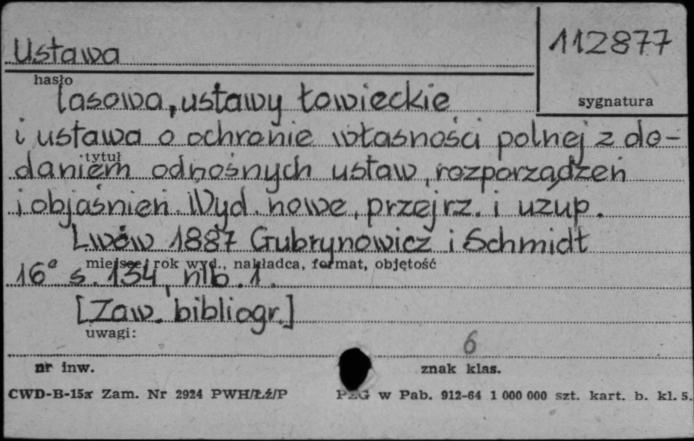 Ustawa
112877
hasło
sygnatura
lasowa, ustawy łowieckie
i ustawa o ochronie własności polnej z do-
tytuł
daniem odnośnych ustaw, rozporządzeń
i objaśnień. Wyd. nowe, przejrz. i uzup.
Lwów 1887 Gubrynowicz i Schmidt
miejsce, rok wyd., nakładca, format, objętość
16° s. 154, nlb. 1.
[Zaw. bibliogr.]
uwagi:
6
nr inw.
znak klas.
CWD-B-15a Zam. Nr 2924 PWH/Łź/P
PZG w Pab. 912-64 1 000 000 szt. kart. b. kl. 5.